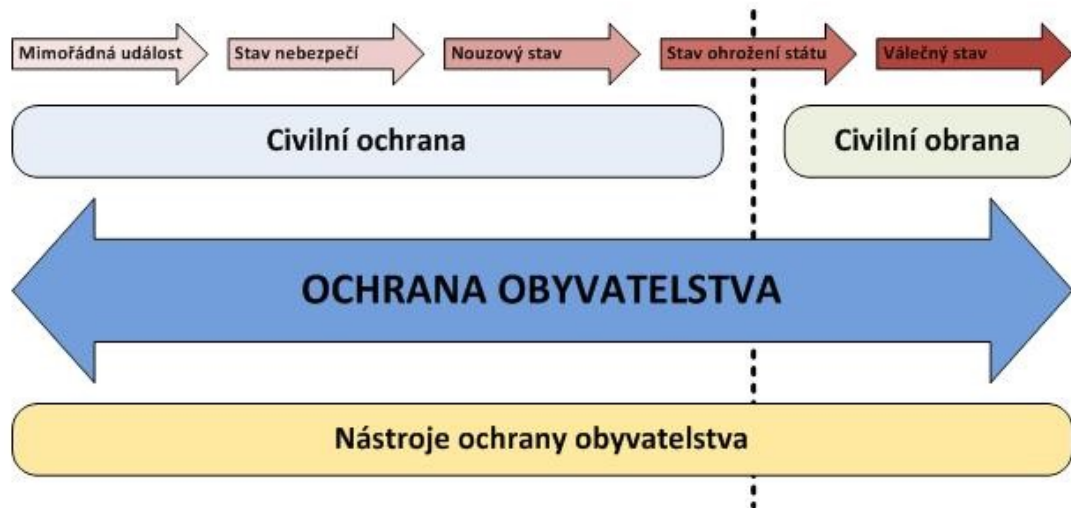 Mimořádná událost
Stav nebezpečí
Nouzový stav
Stav ohrožení státu
Válečný stav
Civilní ochrana
Civilní obrana
OCHRANA OBYVATELSTVA
Nástroje ochrany obyvatelstva